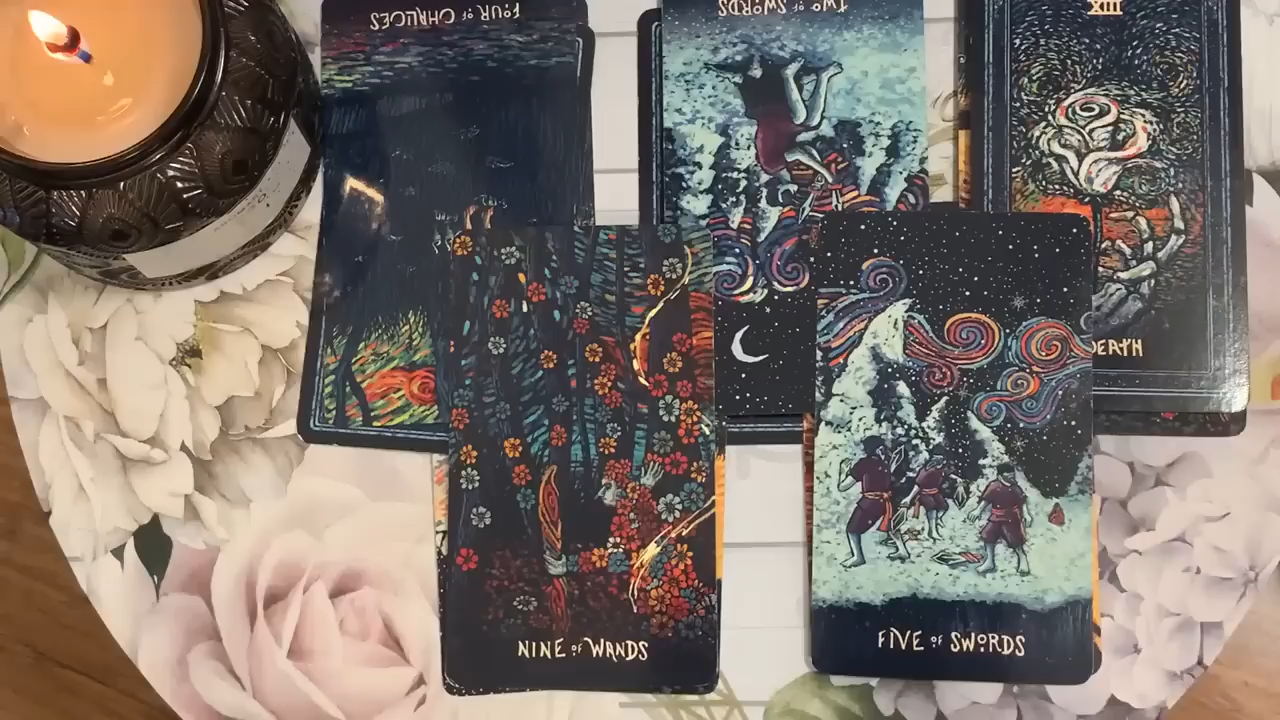 FOUR OF CHALICES
TWO OF SWORDS
XIII
DEATH
NINE OF WANDS
FIVE OF SWORDS